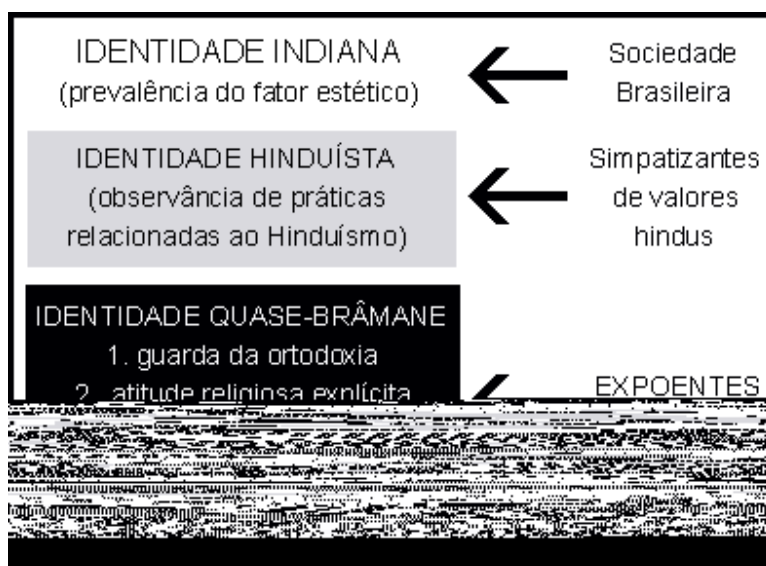 IDENTIDADE INDIANA
(prevalência do fator estético)
Sociedade
Brasileira
IDENTIDADE HINDUÍSTA
(observância de práticas
relacionadas ao Hinduísmo)
Simpatizantes
de valores
hindus
IDENTIDADE QUASE-BRÂMANE
1. guarda da ortodoxia
2. atitude religiosa explícita
EXPOENTES